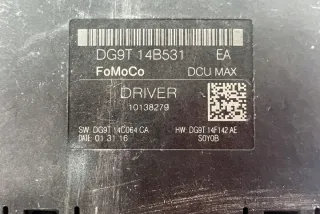 DG9T 14B531 EA
FoMoCo DCU MAX
DRIVER
10138279
SW: DG9T 14C064 CA HW: DG9T 14F142 AE
DATE: 01.31.16 S0Y0B